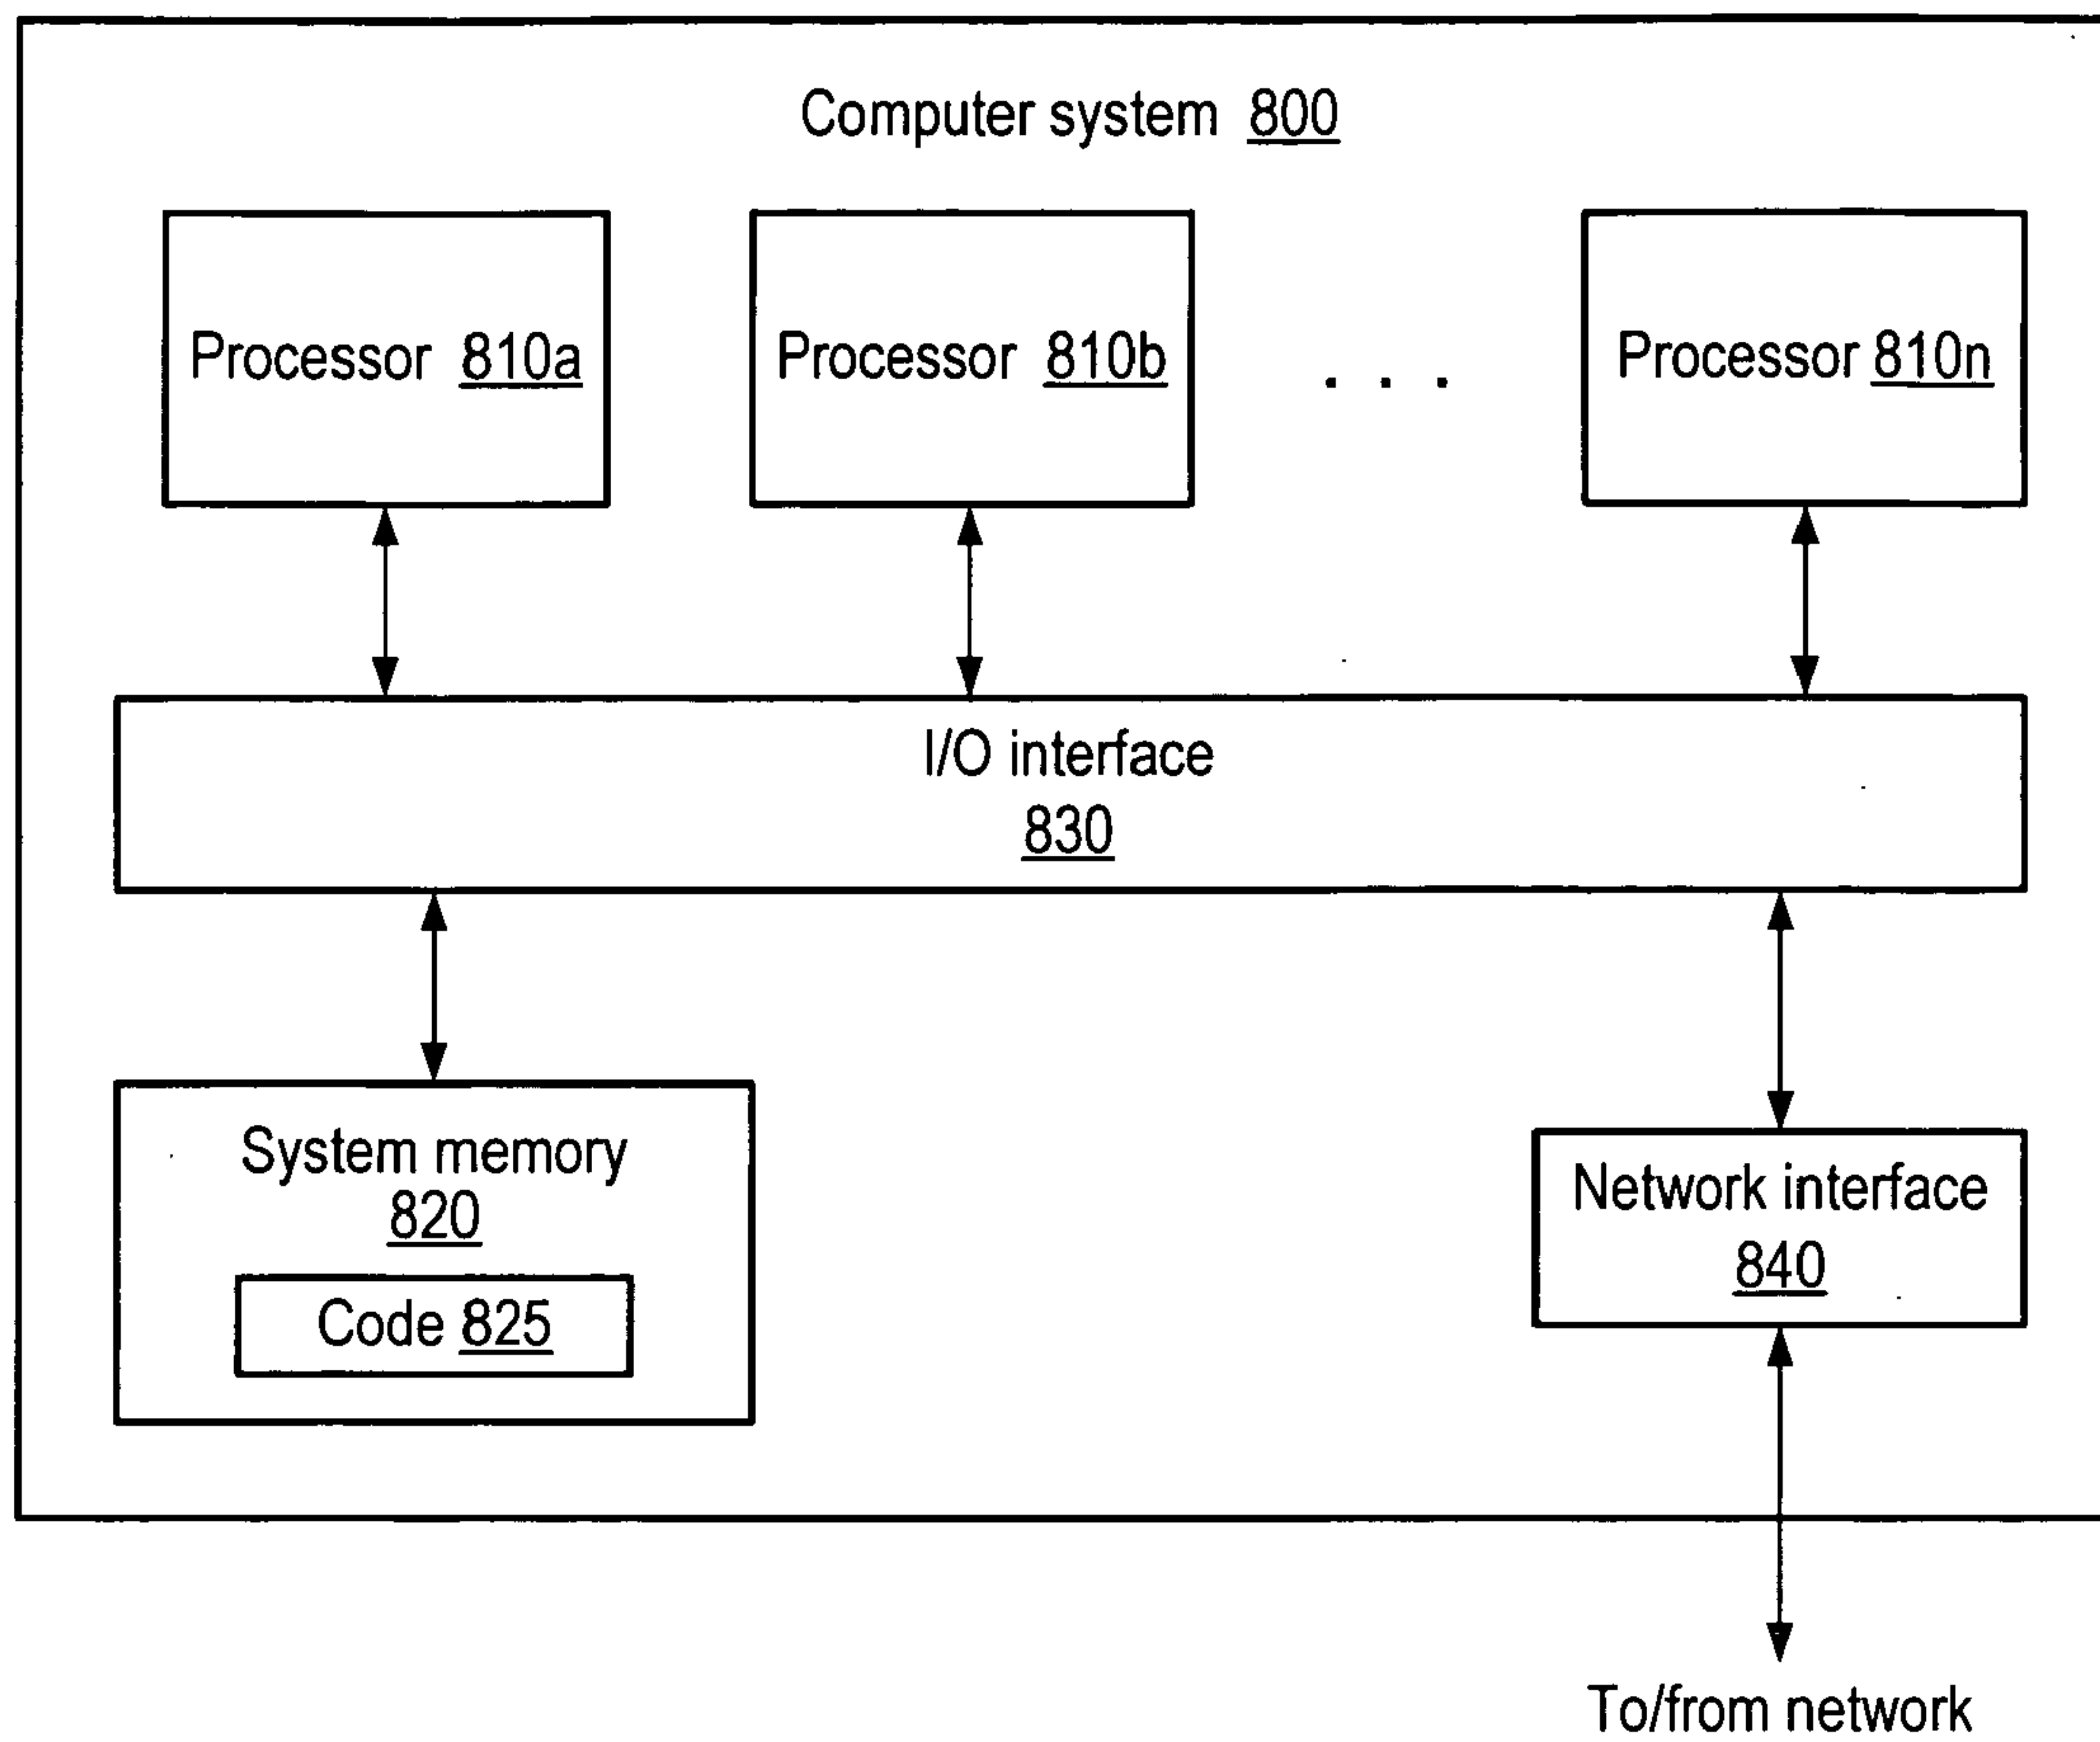 Computer system 800
Processor 810a
Processor 810b
. . .
Processor 810n
I/O interface
830
System memory
820
Code 825
Network interface
840
To/from network